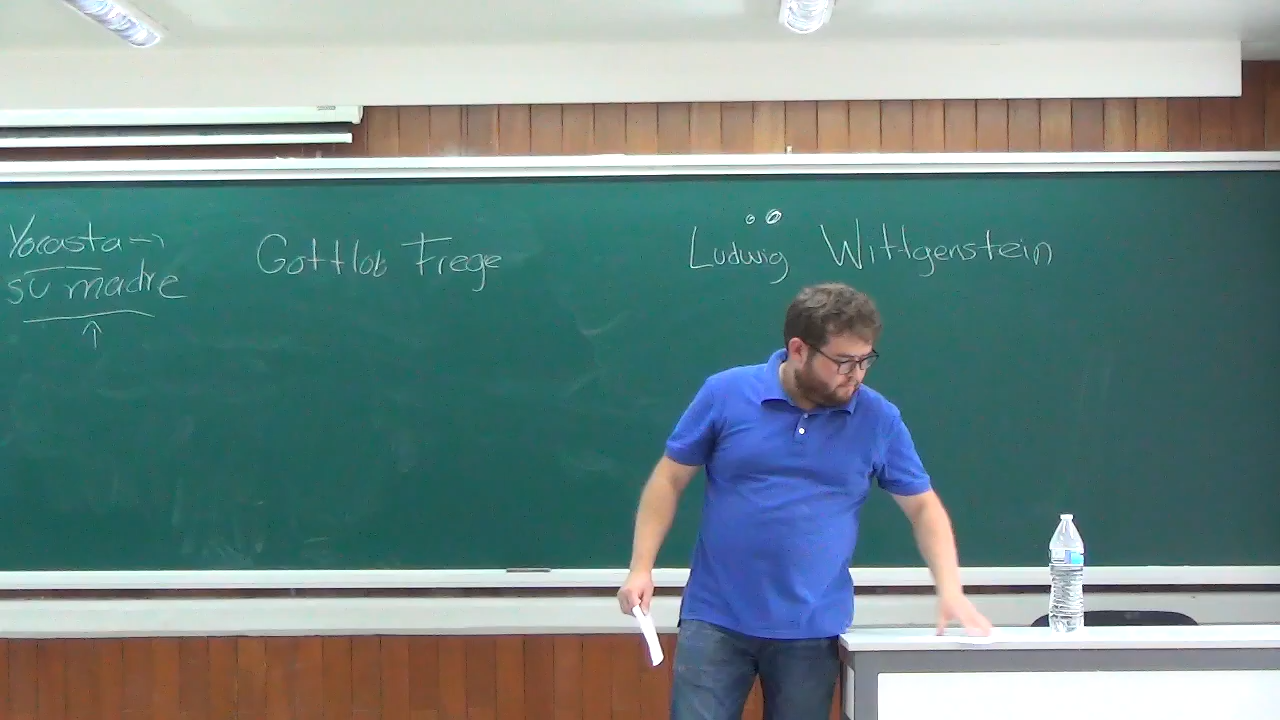 Yocasta →
su madre
↑
Gottlob Frege
Ludwig Wittgenstein